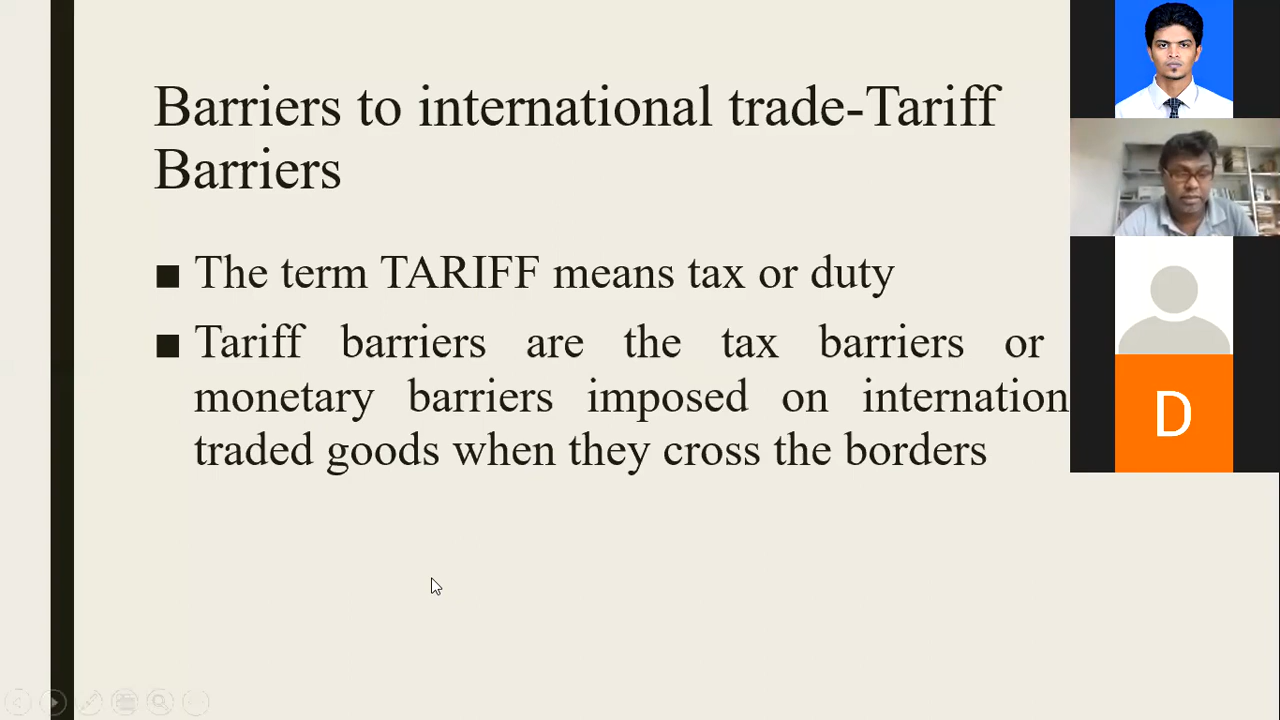 Barriers to international trade-Tariff
Barriers
■ The term TARIFF means tax or duty
■ Tariff barriers are the tax barriers or
monetary barriers imposed on internation
traded goods when they cross the borders
D